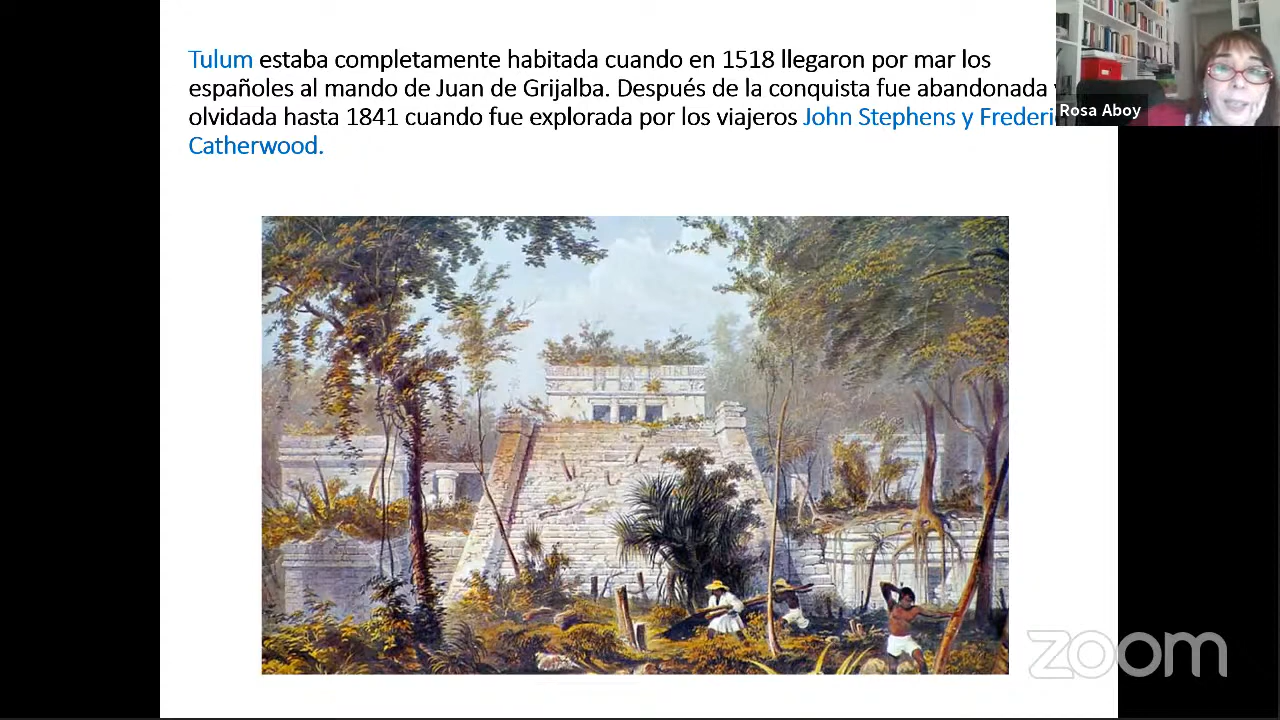 Tulum estaba completamente habitada cuando en 1518 llegaron por mar los
españoles al mando de Juan de Grijalba. Después de la conquista fue abandonada
olvidada hasta 1841 cuando fue explorada por los viajeros John Stephens y
Catherwood.
Rosa Aboy
zoom